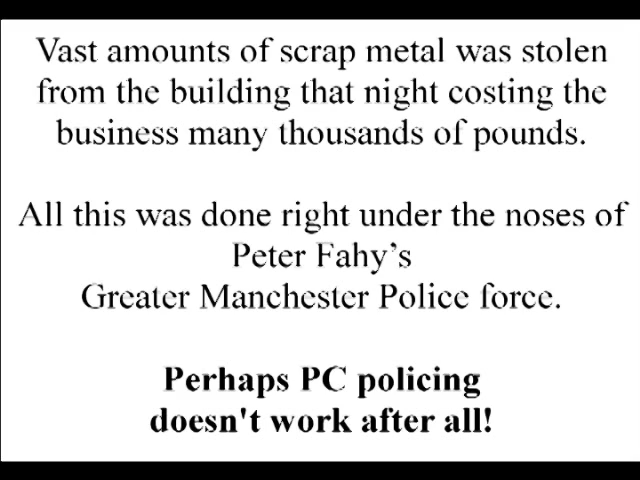 Vast amounts of scrap metal was stolen
from the building that night costing the
business many thousands of pounds.
All this was done right under the noses of
Peter Fahy's
Greater Manchester Police force.
Perhaps PC policing
doesn't work after all!